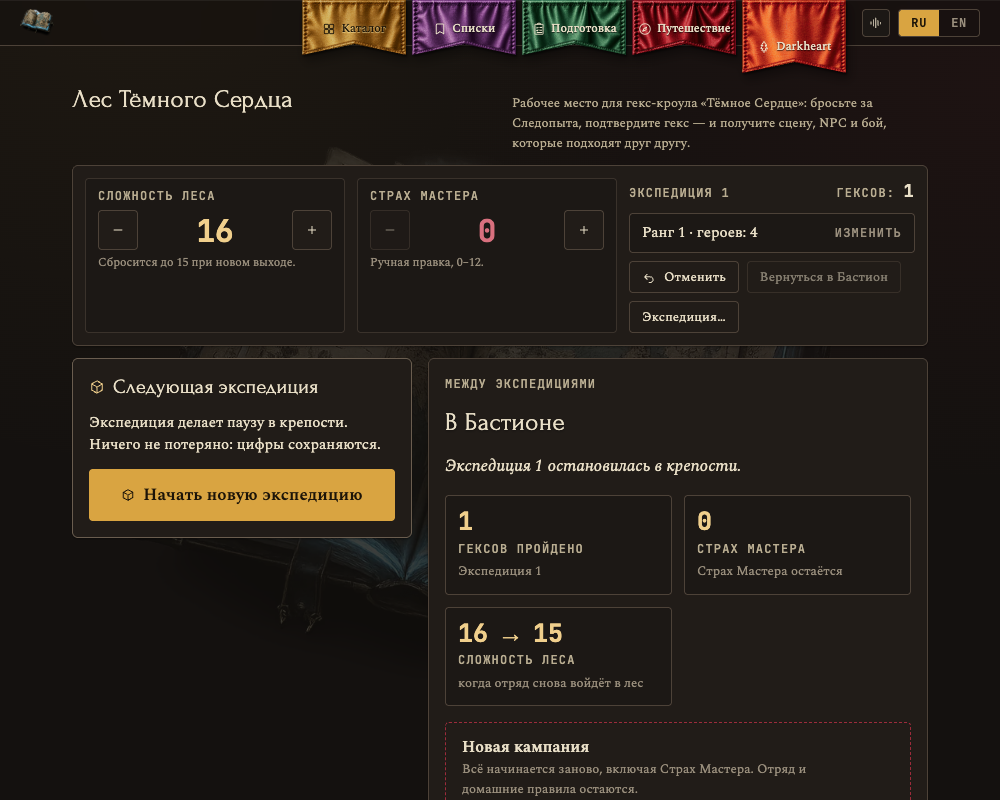 Каталог
Списки
Подготовка
Путешествие
Darkheart
RU
EN
Лес Тёмного Сердца
Рабочее место для гекс-кроула «Тёмное Сердце»: бросьте за
Следопыта, подтвердите гекс — и получите сцену, NPC и бой,
которые подходят друг другу.
СЛОЖНОСТЬ ЛЕСА
− 16 +
Сбросится до 15 при новом выходе.
СТРАХ МАСТЕРА
− 0 +
Ручная правка, 0–12.
ЭКСПЕДИЦИЯ 1
ГЕКСОВ: 1
Ранг 1 · героев: 4
ИЗМЕНИТЬ
Отменить
Вернуться в Бастион
Экспедиция…
Следующая экспедиция
Экспедиция делает паузу в крепости.
Ничего не потеряно: цифры сохраняются.
Начать новую экспедицию
МЕЖДУ ЭКСПЕДИЦИЯМИ
В Бастионе
Экспедиция 1 остановилась в крепости.
1
ГЕКСОВ ПРОЙДЕНО
Экспедиция 1
0
СТРАХ МАСТЕРА
Страх Мастера остаётся
16 → 15
СЛОЖНОСТЬ ЛЕСА
когда отряд снова войдёт в лес
Новая кампания
Всё начинается заново, включая Страх Мастера. Отряд и
домашние правила остаются.